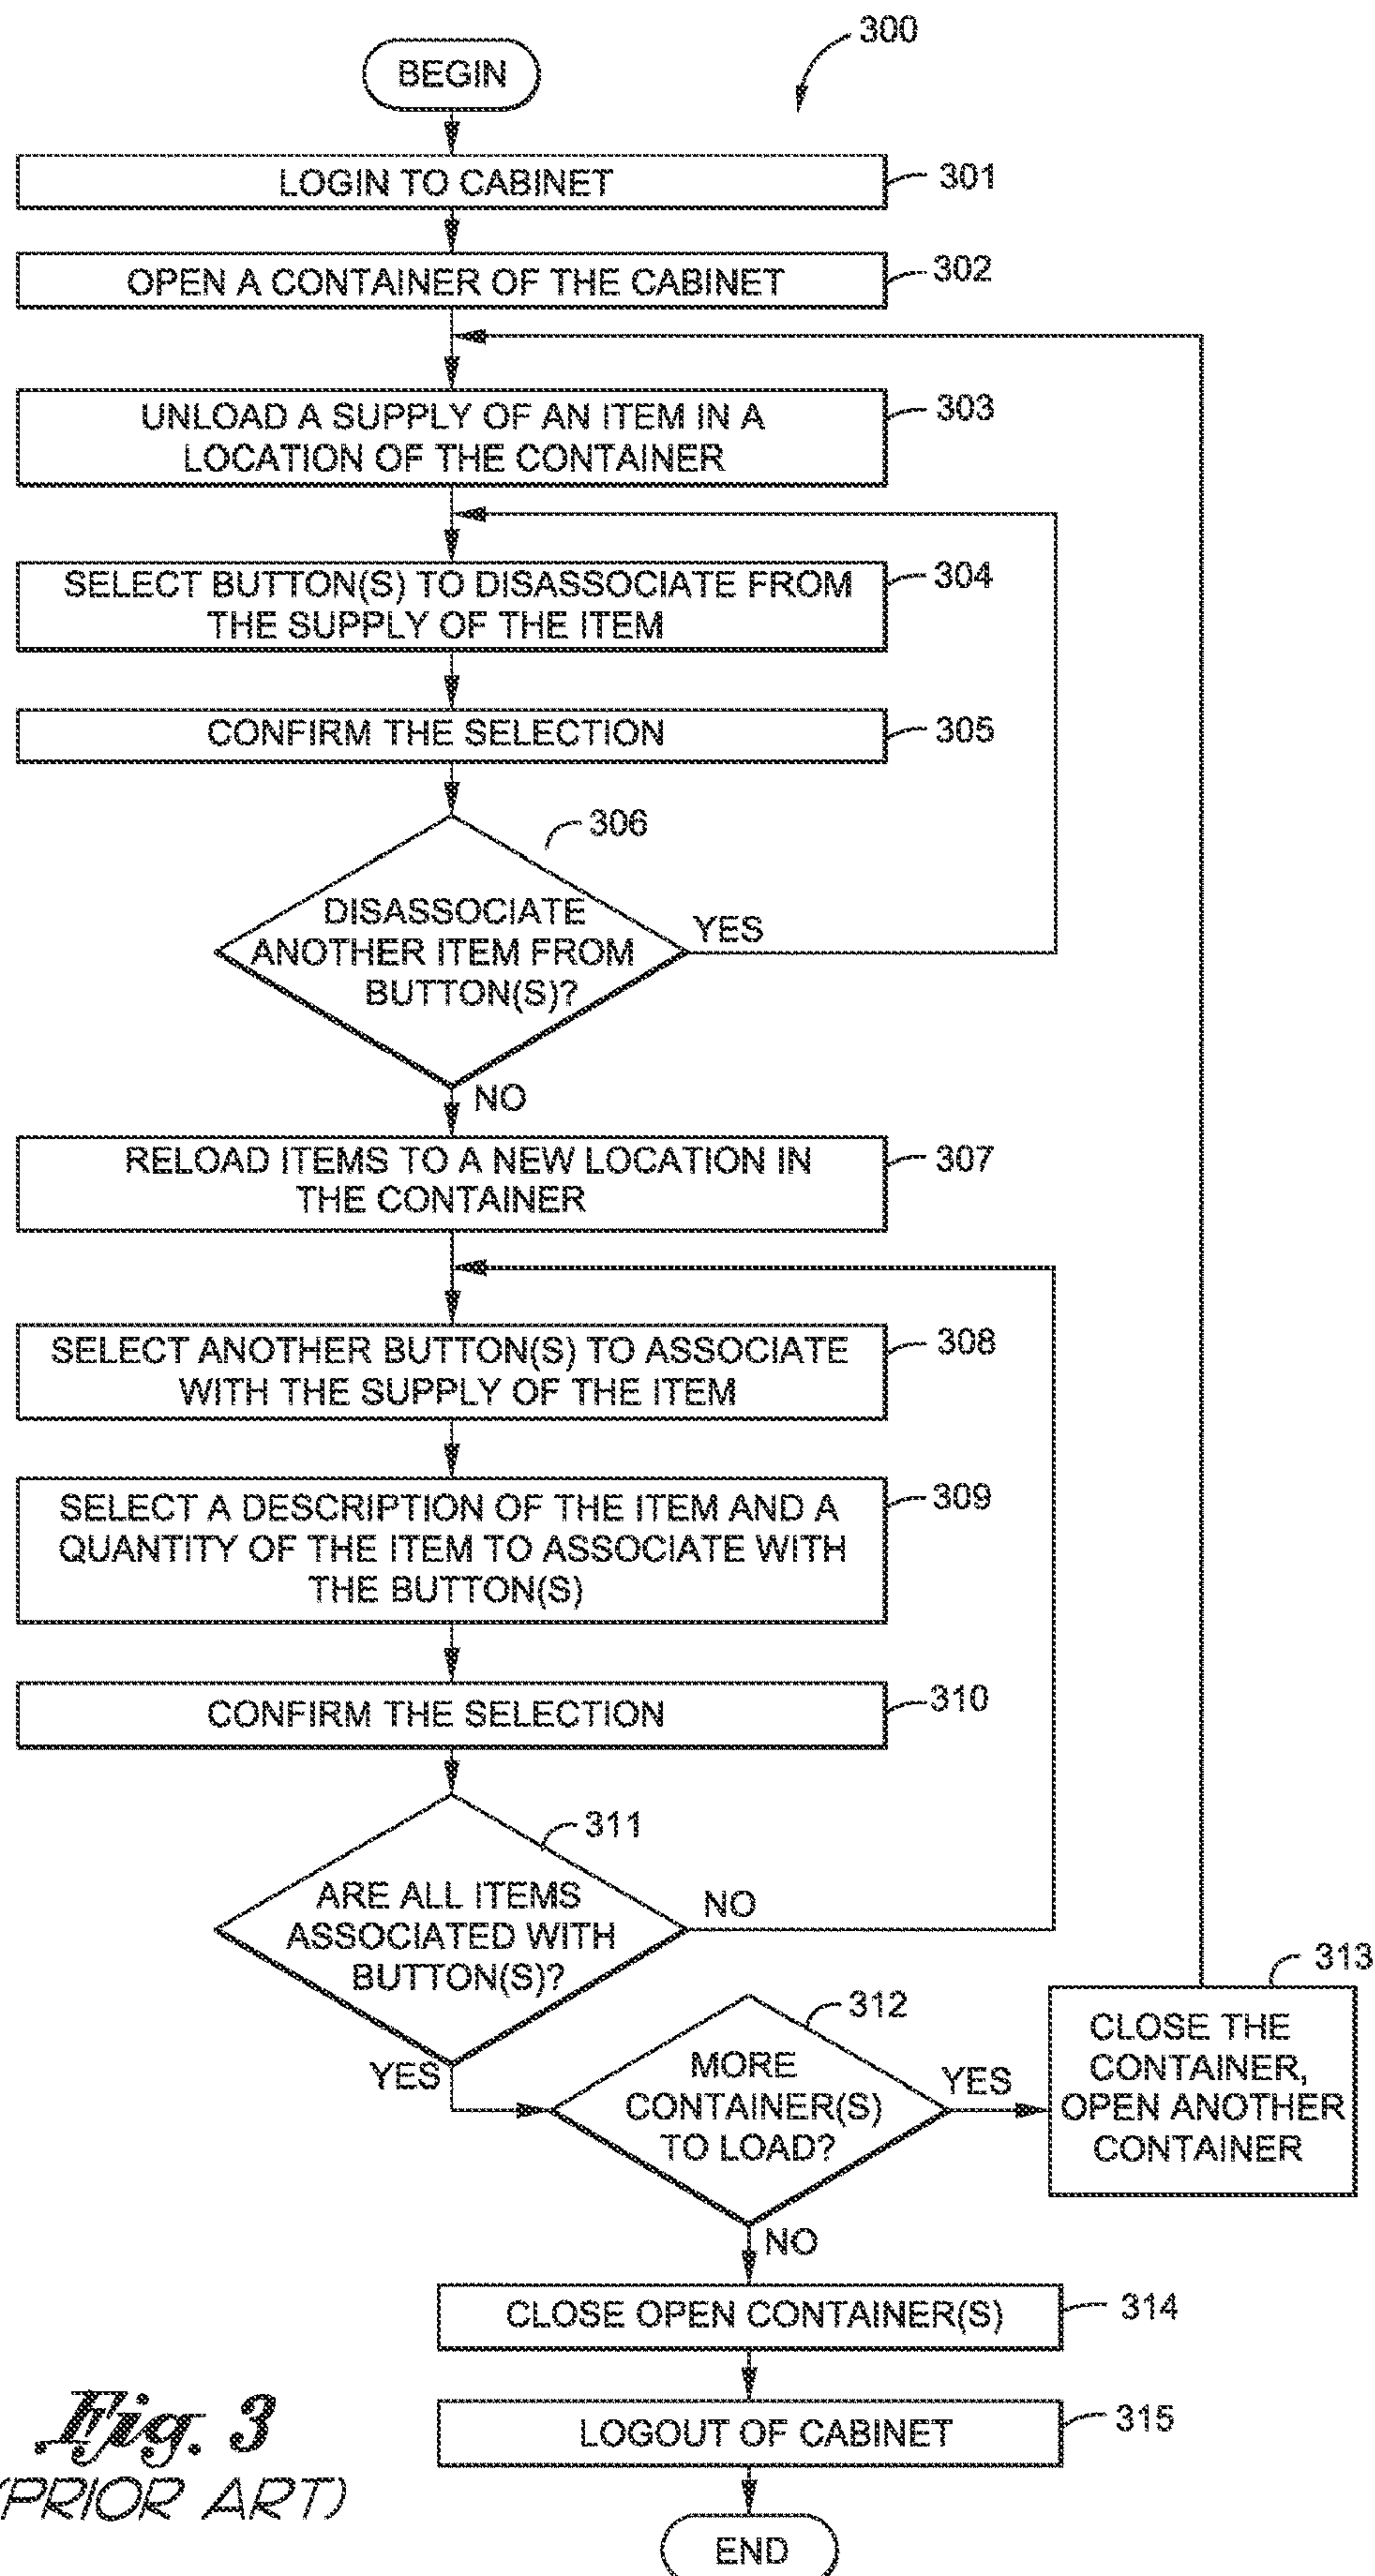 300
BEGIN
LOGIN TO CABINET
301
OPEN A CONTAINER OF THE CABINET
302
UNLOAD A SUPPLY OF AN ITEM IN A
LOCATION OF THE CONTAINER
303
SELECT BUTTON(S) TO DISASSOCIATE FROM
THE SUPPLY OF THE ITEM
304
CONFIRM THE SELECTION
305
306
DISASSOCIATE
ANOTHER ITEM FROM
BUTTON(S)?
YES
NO
RELOAD ITEMS TO A NEW LOCATION IN
THE CONTAINER
307
SELECT ANOTHER BUTTON(S) TO ASSOCIATE
WITH THE SUPPLY OF THE ITEM
308
SELECT A DESCRIPTION OF THE ITEM AND A
QUANTITY OF THE ITEM TO ASSOCIATE WITH
THE BUTTON(S)
309
CONFIRM THE SELECTION
310
311
ARE ALL ITEMS
ASSOCIATED WITH
BUTTON(S)?
NO
YES
312
MORE
CONTAINER(S)
TO LOAD?
YES
313
CLOSE THE
CONTAINER,
OPEN ANOTHER
CONTAINER
NO
CLOSE OPEN CONTAINER(S)
314
LOGOUT OF CABINET
315
END
Fig. 3
(PRIOR ART)